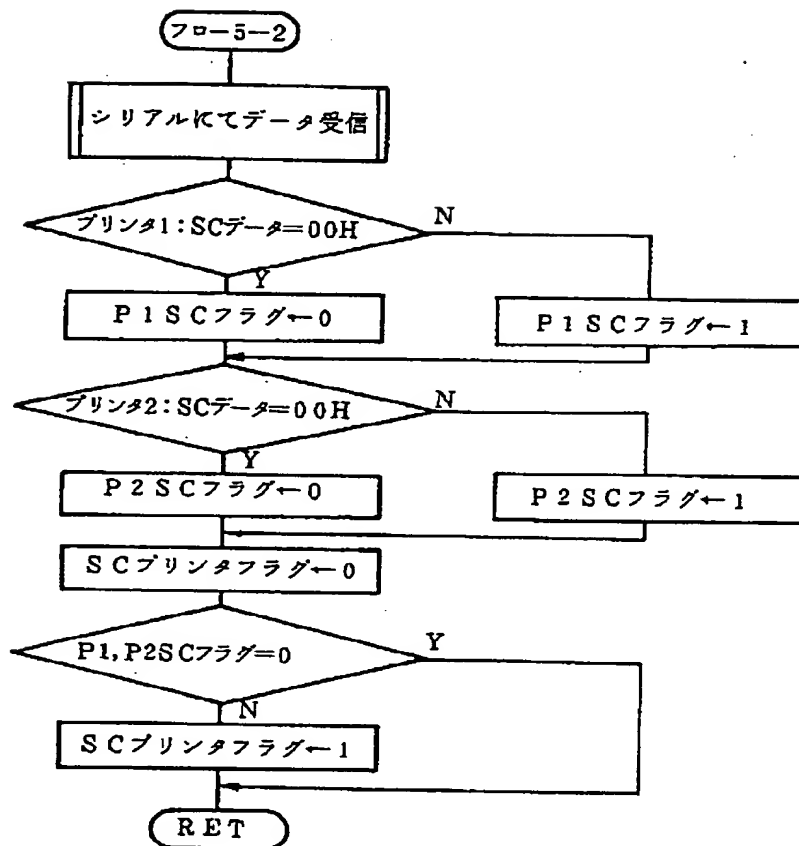 フロー5-2
シリアルにてデータ受信
プリンタ1:SCデータ=00H
N
Y
P1SCフラグ←0
P1SCフラグ←1
プリンタ2:SCデータ=00H
N
Y
P2SCフラグ←0
P2SCフラグ←1
SCプリンタフラグ←0
P1,P2SCフラグ=0
Y
N
SCプリンタフラグ←1
RET